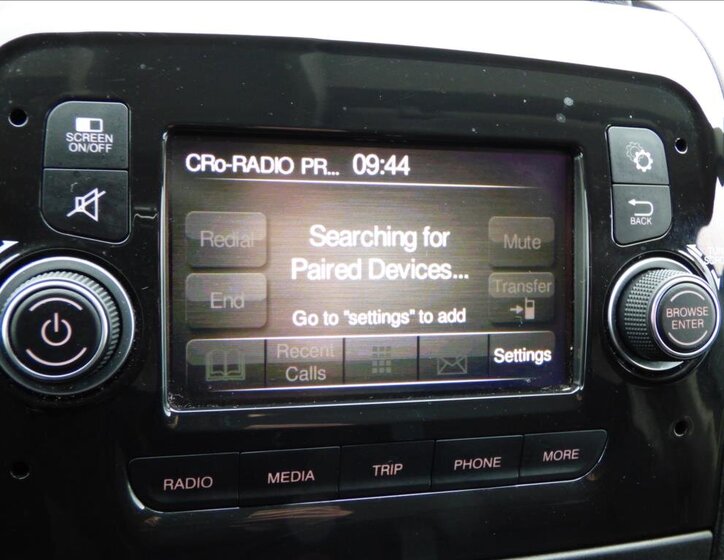 SCREEN
ON/OFF
CRo-RADIO PR... 09:44
Redial
Searching for
Paired Devices...
Mute
End
Transfer
Go to "settings" to add
Recent
Calls
Settings
BACK
BROWSE
ENTER
RADIO
MEDIA
TRIP
PHONE
MORE